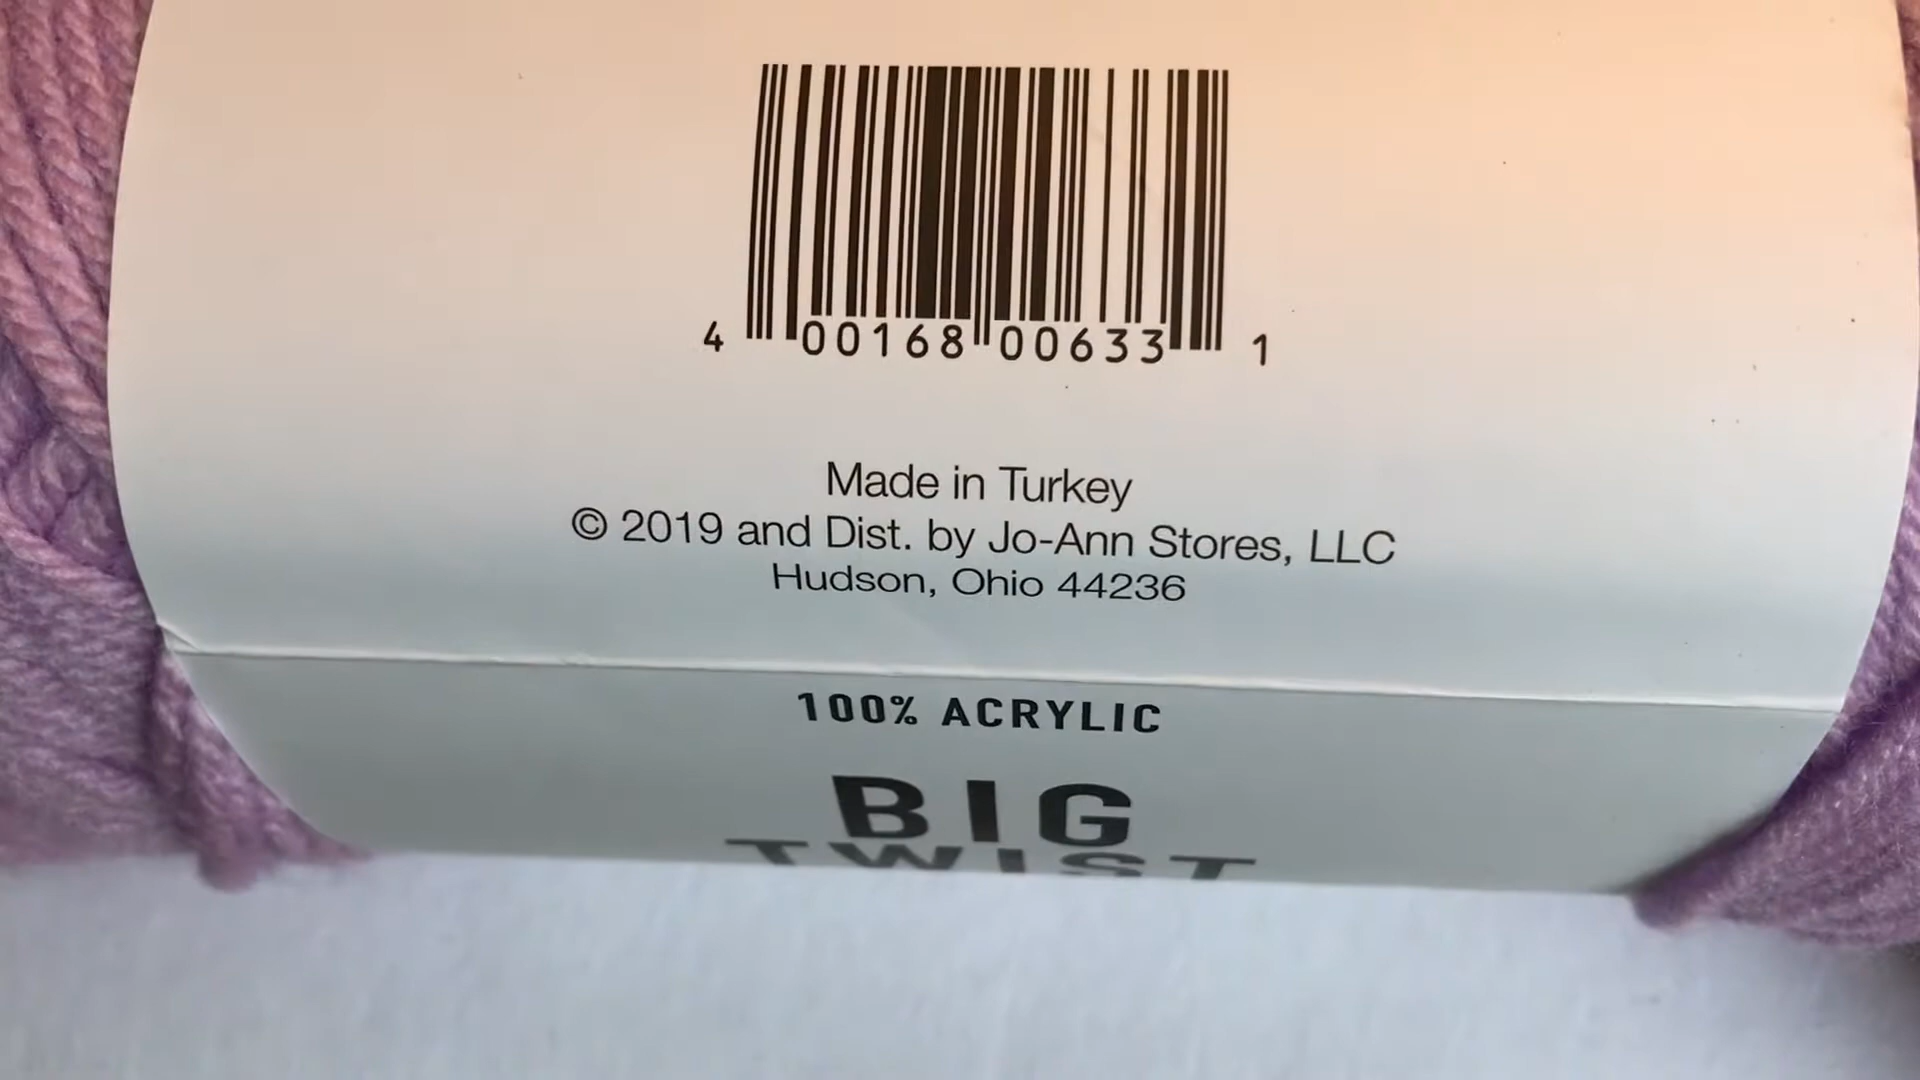 4 00168 00633 1
Made in Turkey
© 2019 and Dist. by Jo-Ann Stores, LLC
Hudson, Ohio 44236
100% ACRYLIC
BIG
TWIST